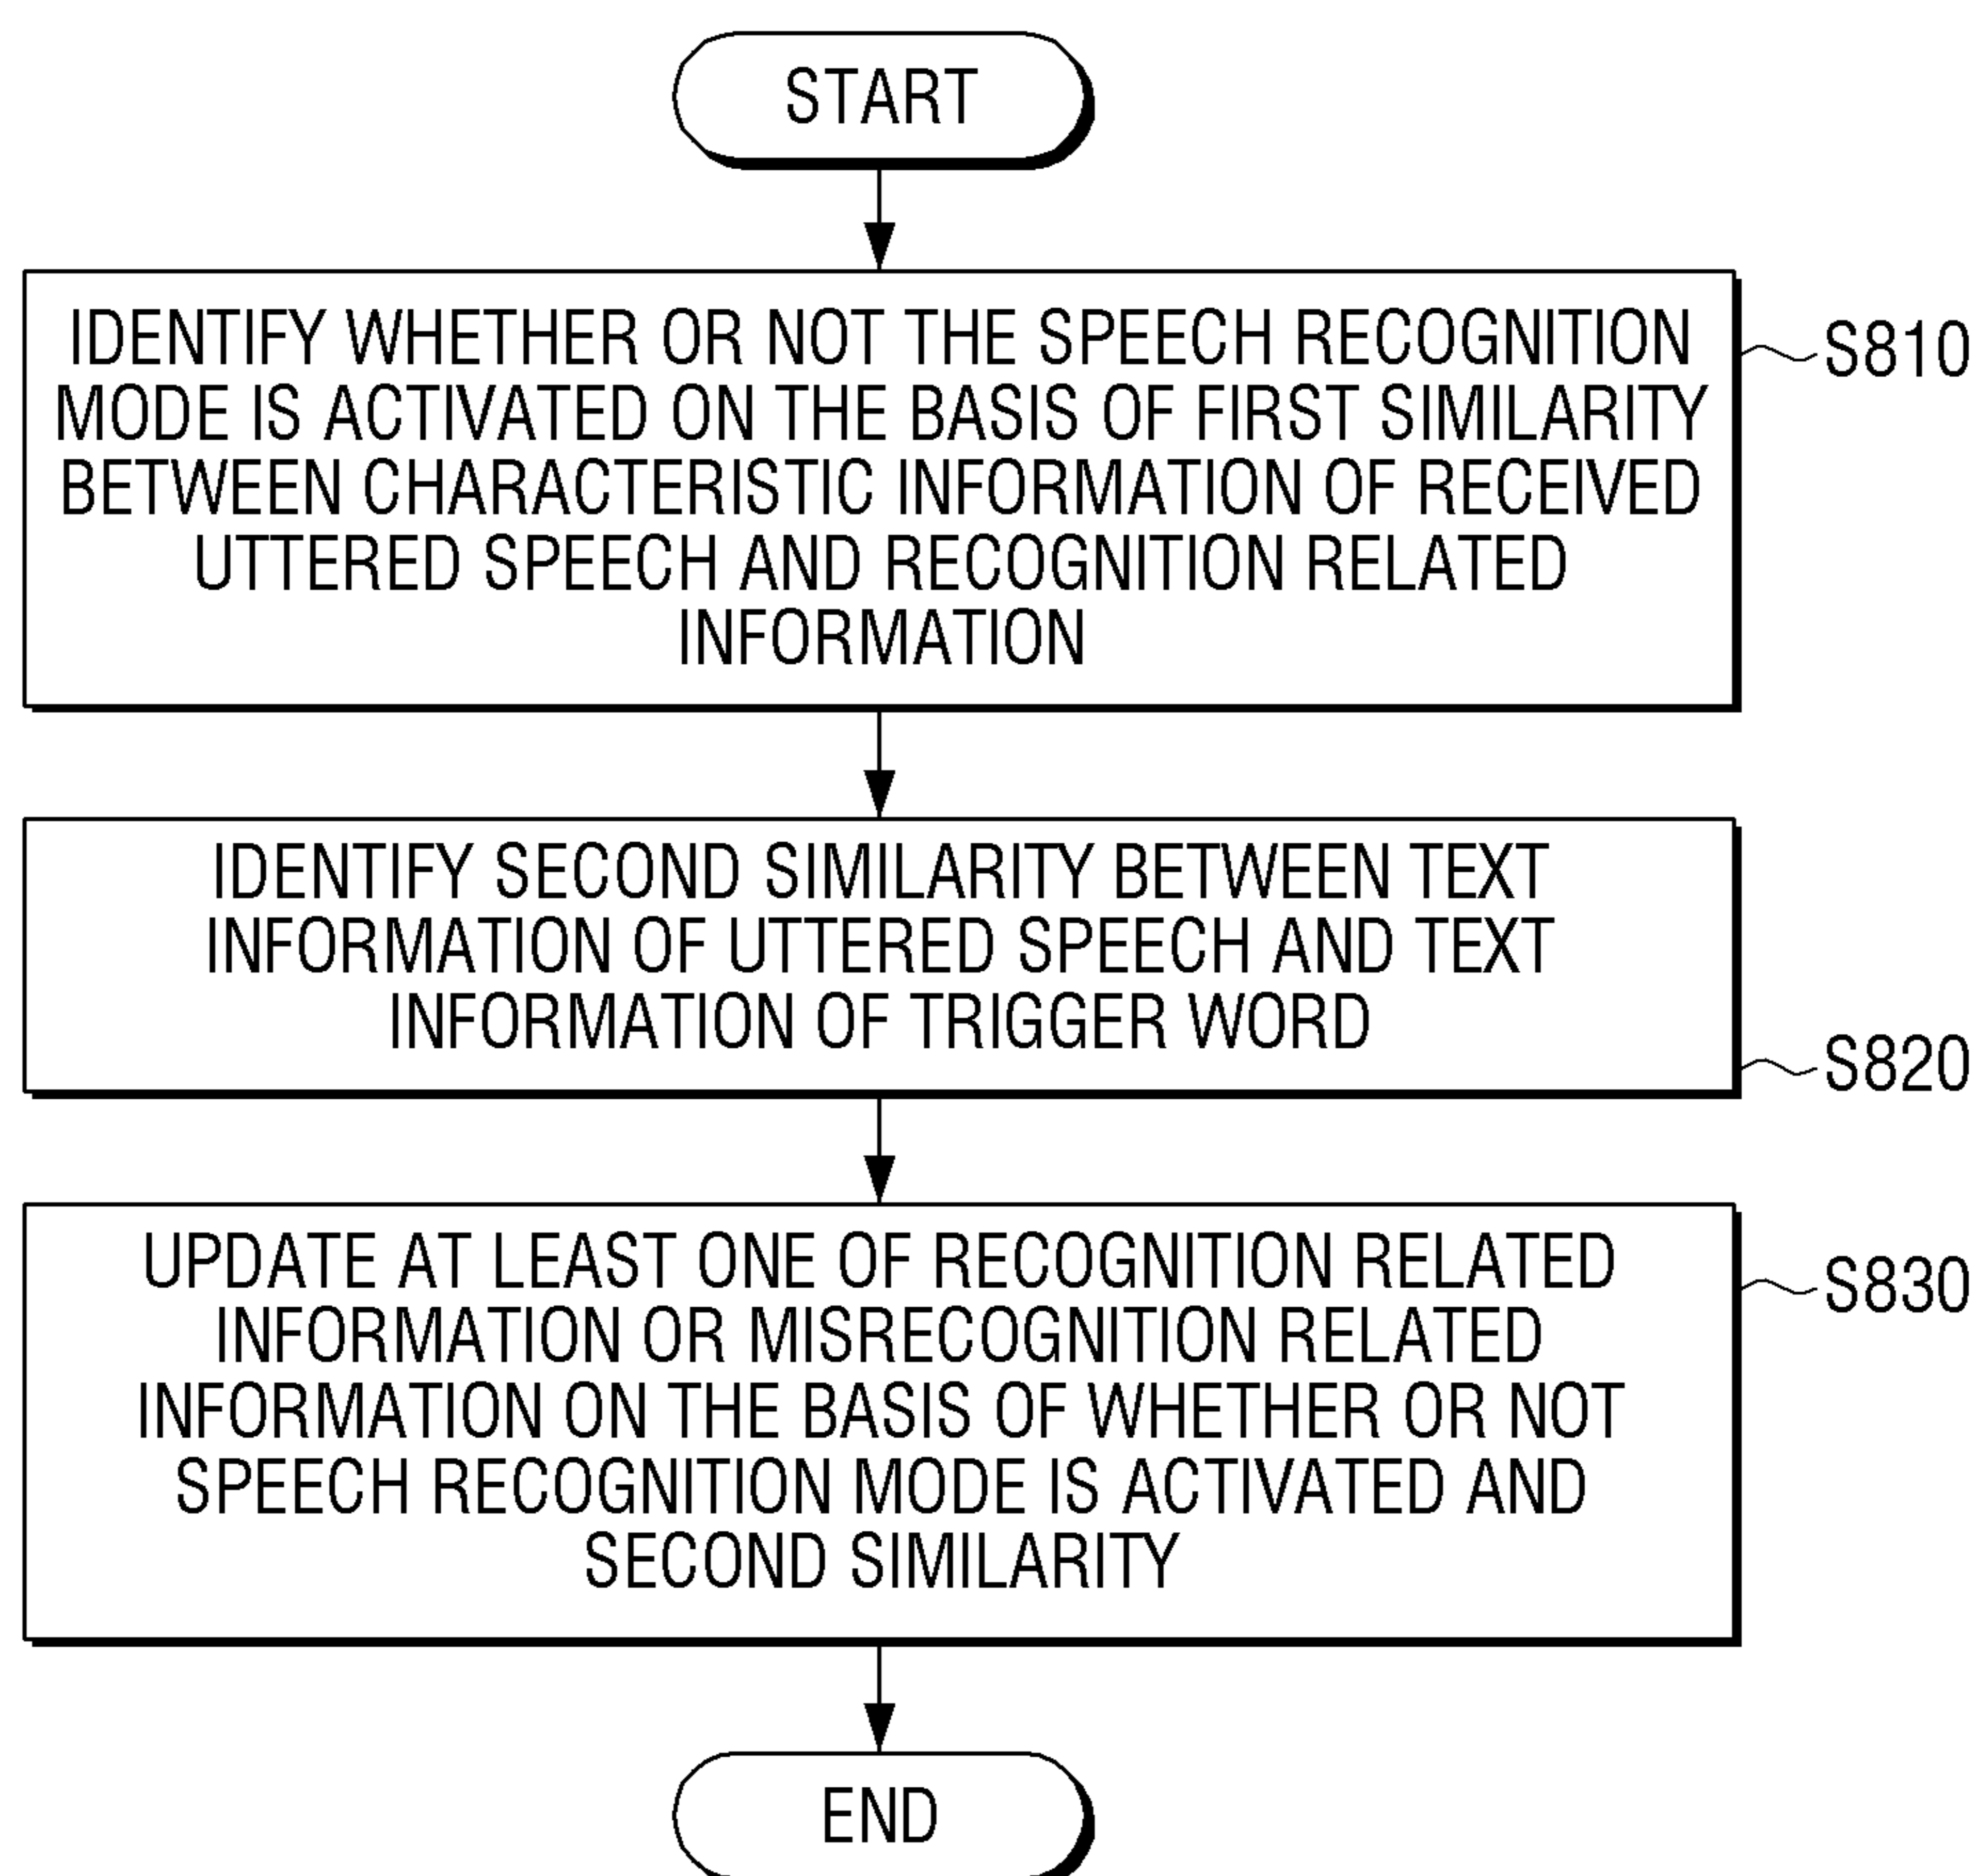 START
IDENTIFY WHETHER OR NOT THE SPEECH RECOGNITION
MODE IS ACTIVATED ON THE BASIS OF FIRST SIMILARITY
BETWEEN CHARACTERISTIC INFORMATION OF RECEIVED
UTTERED SPEECH AND RECOGNITION RELATED
INFORMATION
S810
IDENTIFY SECOND SIMILARITY BETWEEN TEXT
INFORMATION OF UTTERED SPEECH AND TEXT
INFORMATION OF TRIGGER WORD
S820
UPDATE AT LEAST ONE OF RECOGNITION RELATED
INFORMATION OR MISRECOGNITION RELATED
INFORMATION ON THE BASIS OF WHETHER OR NOT
SPEECH RECOGNITION MODE IS ACTIVATED AND
SECOND SIMILARITY
S830
END